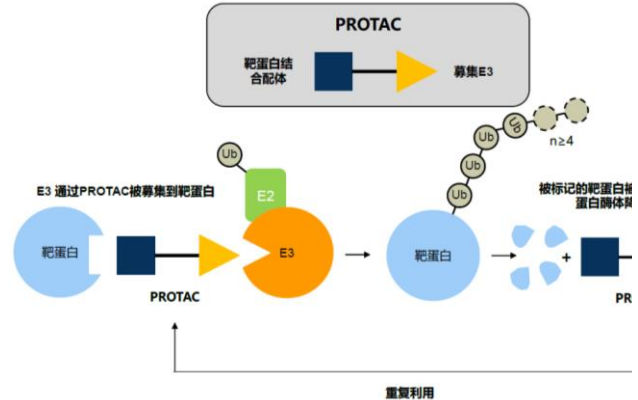 PROTAC
靶蛋白结
合配体
募集E3
Ub
Ub
Ub
Ub
Ub
n≥4
E3 通过PROTAC被募集到靶蛋白
E2
被标记的靶蛋白被
蛋白酶体降
靶蛋白
E3
靶蛋白
+
PROTAC
PR
重复利用